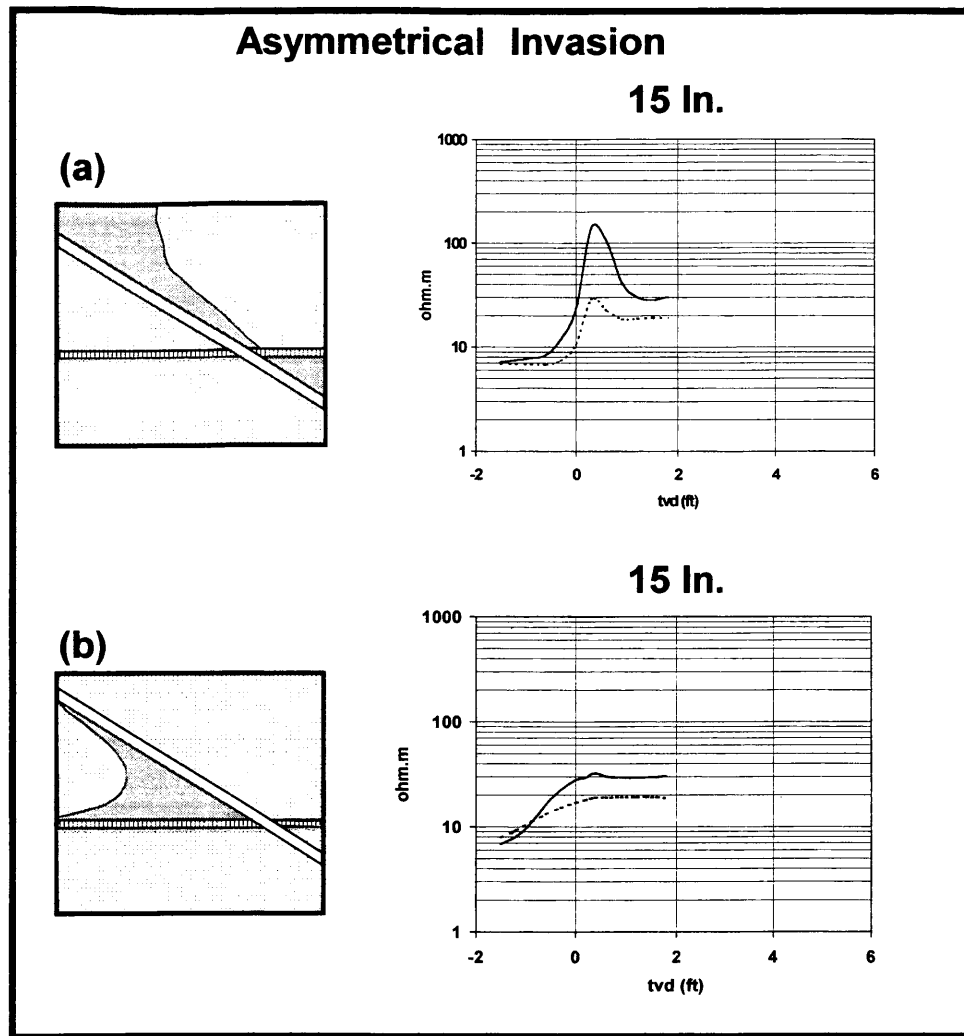 Asymmetrical Invasion
(a)
15 In.
1000
100
10
1
ohm.m
-2 0 2 4 6
tvd(ft)
(b)
15 In.
1000
100
10
1
ohm.m
-2 0 2 4 6
tvd (ft)